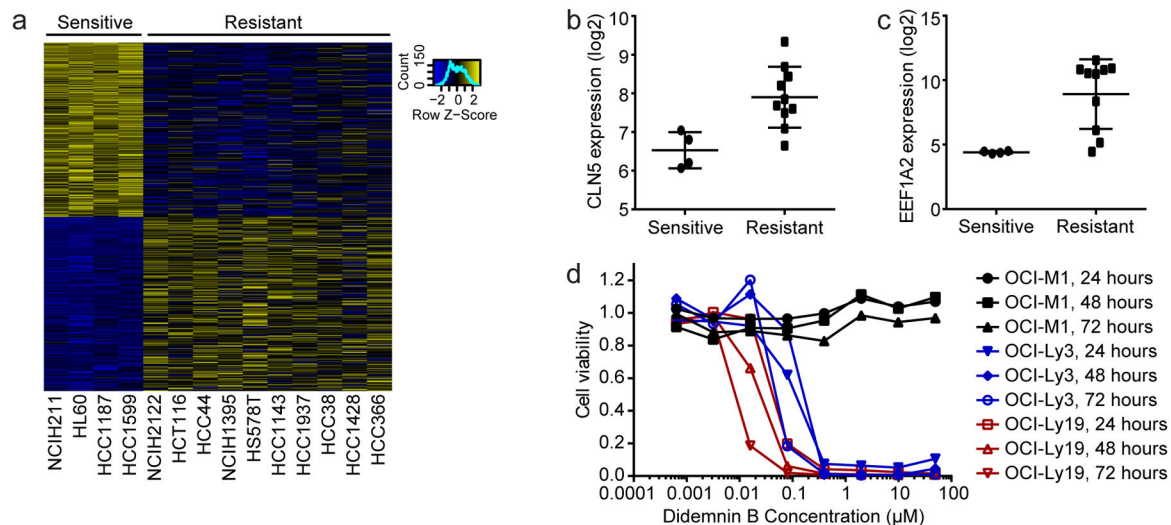 a
Sensitive
Resistant
Count
0 150
−2 0 2
Row Z−Score
NCIH211
HL60
HCC1187
HCC1599
NCIH2122
HCT116
HCC44
NCIH1395
HS578T
HCC1143
HCC1937
HCC38
HCC1428
HCC366
b
CLN5 expression (log2)
10
9
8
7
6
5
Sensitive
Resistant
c
EEF1A2 expression (log2)
15
10
5
0
Sensitive
Resistant
d
Cell viability
1.2
1.0
0.8
0.6
0.4
0.2
0.0
0.0001
0.001
0.01
0.1
1
10
100
Didemnin B Concentration (µM)
OCI-M1, 24 hours
OCI-M1, 48 hours
OCI-M1, 72 hours
OCI-Ly3, 24 hours
OCI-Ly3, 48 hours
OCI-Ly3, 72 hours
OCI-Ly19, 24 hours
OCI-Ly19, 48 hours
OCI-Ly19, 72 hours